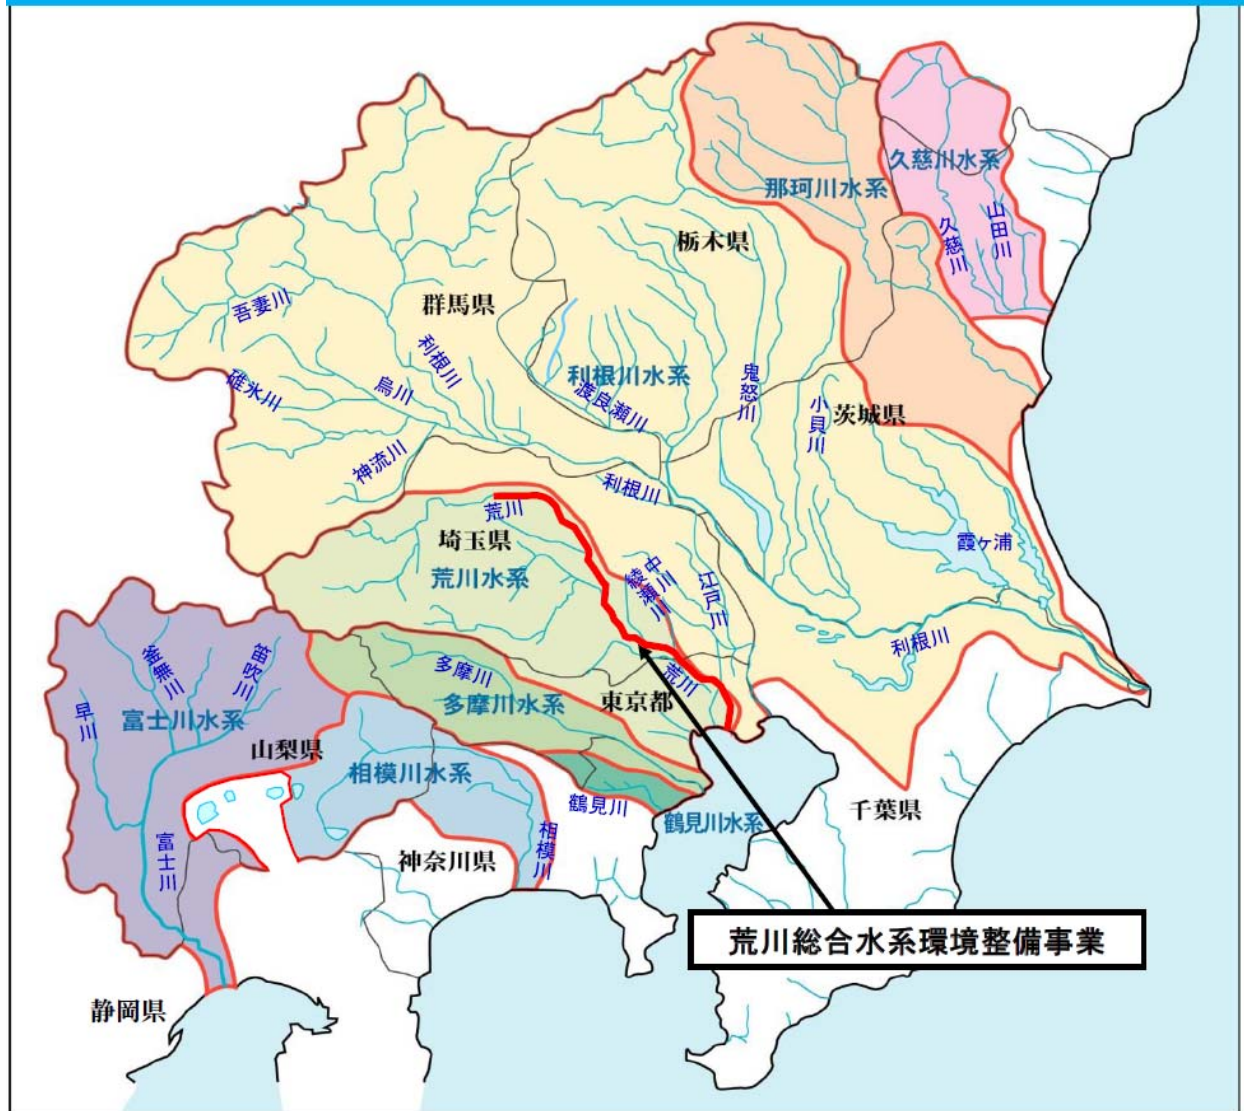 久慈川水系
那珂川水系
山田川
久慈川
栃木県
吾妻川
群馬県
利根川
碓氷川
烏川
利根川水系
渡良瀬川
鬼怒川
小貝川
茨城県
神流川
利根川
荒川
埼玉県
荒川水系
綾瀬川
中川
江戸川
霞ヶ浦
利根川
釜無川
笛吹川
多摩川
荒川
早川
富士川水系
多摩川水系
東京都
山梨県
相模川水系
鶴見川
千葉県
鶴見川水系
富士川
神奈川県
相模川
荒川総合水系環境整備事業
静岡県